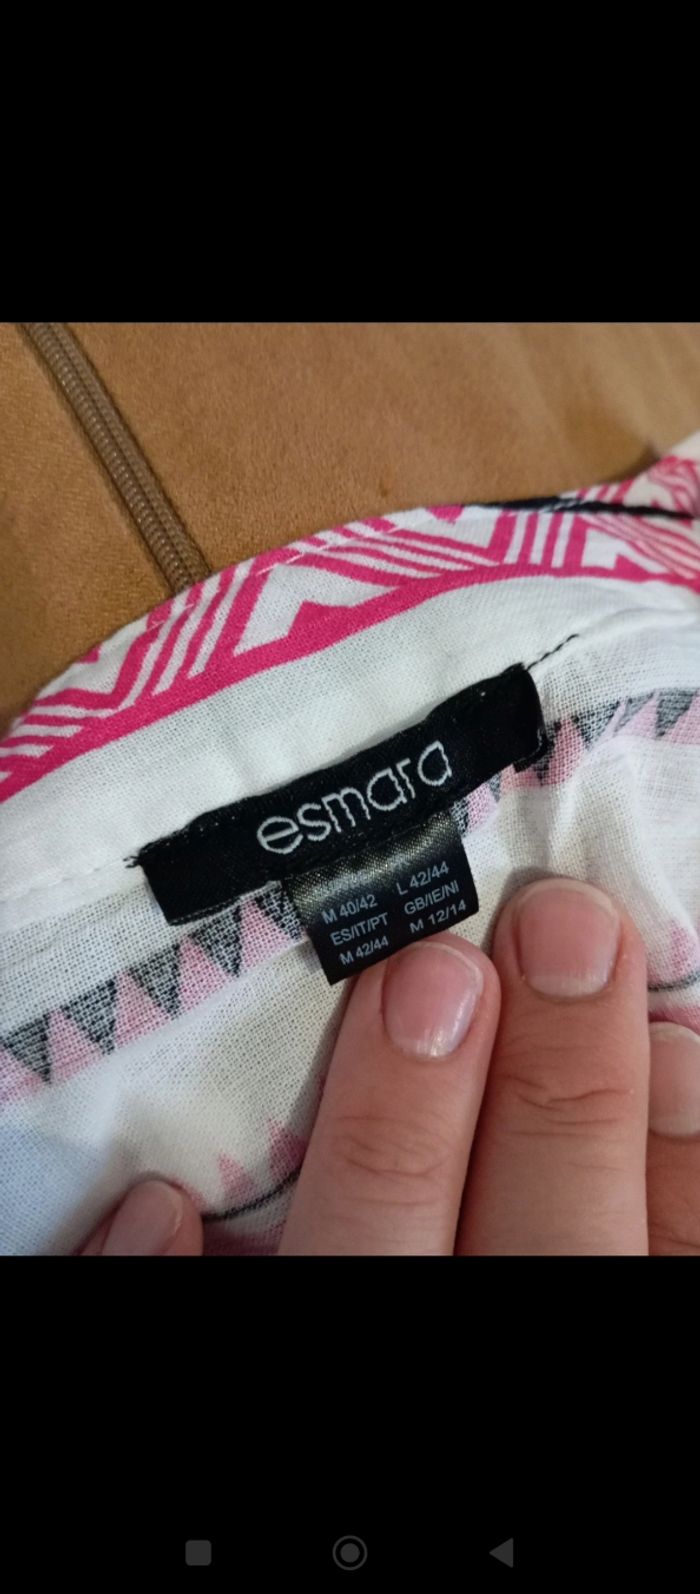 esmara
M 40/42 L 42/44
ES/IT/PT GB/IE/NI
M 42/44 M 12/14